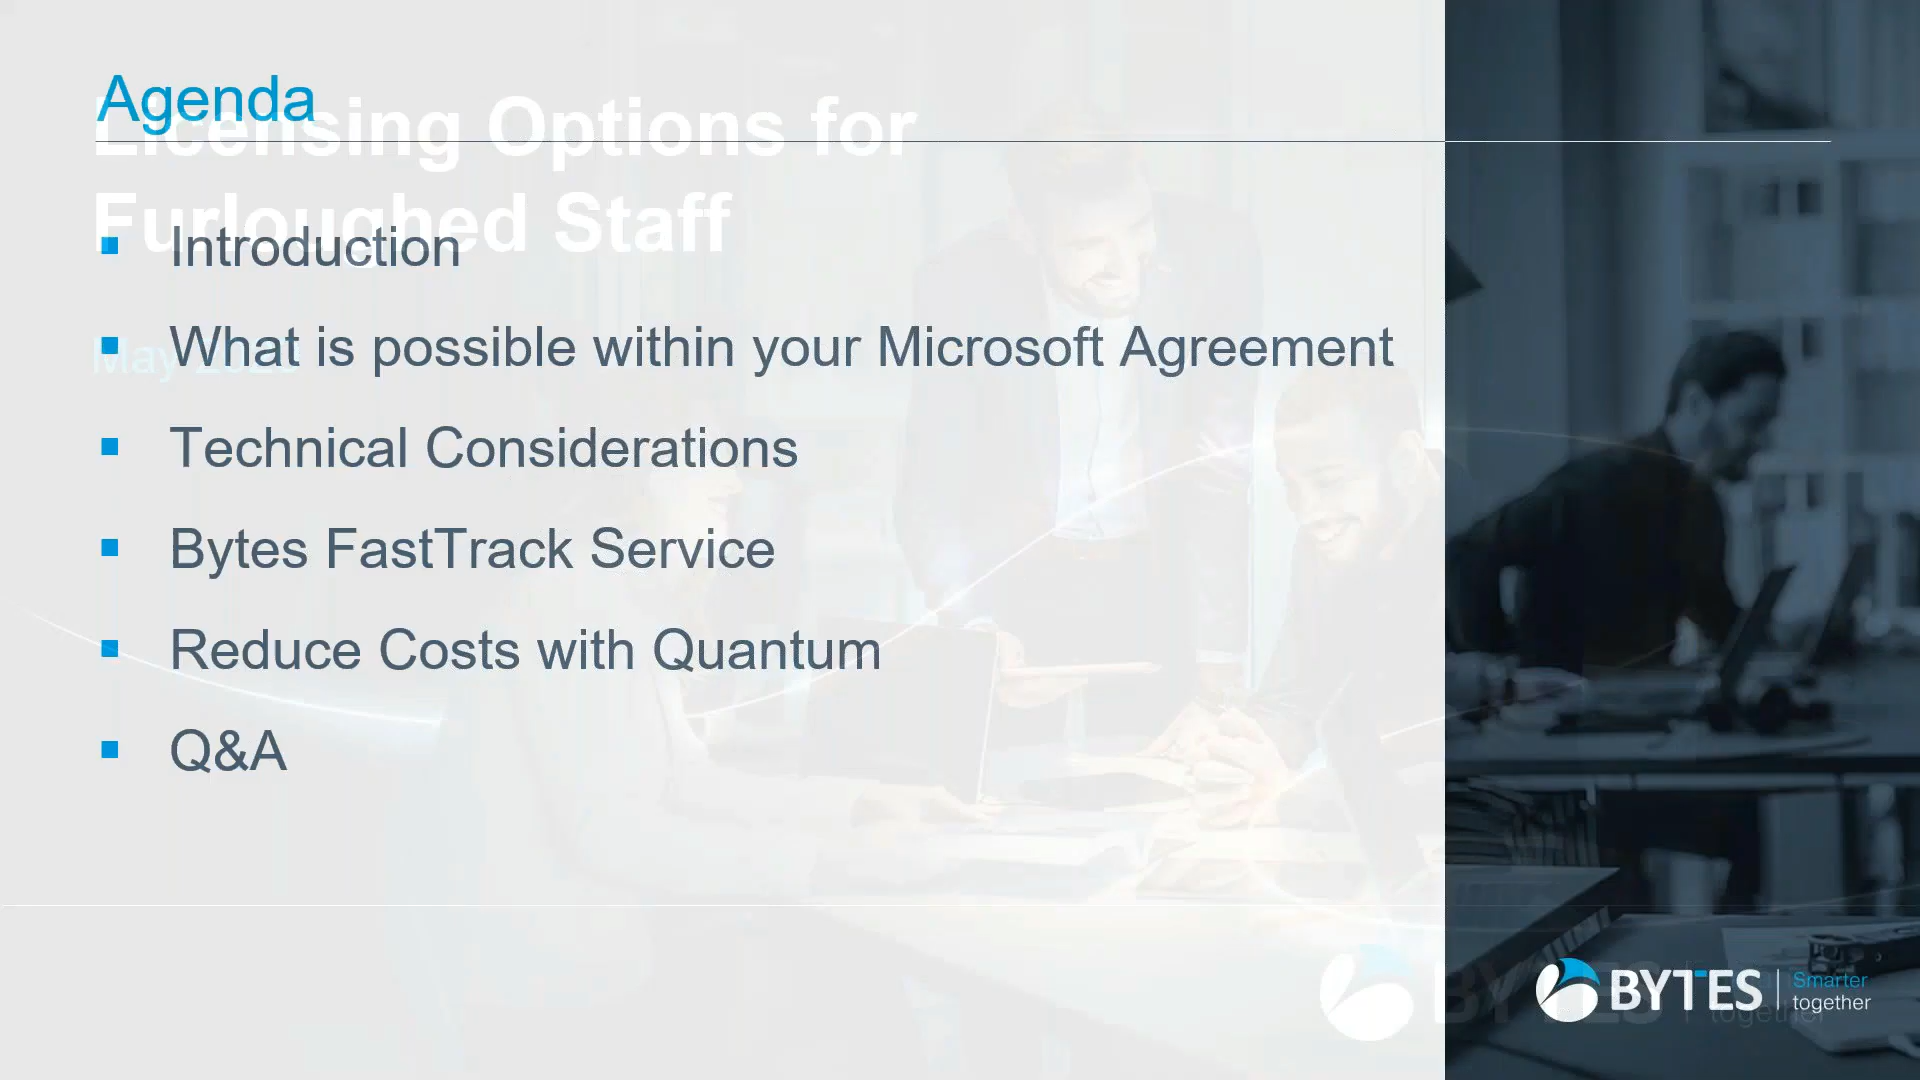 Agenda
Licensing Options for
Furloughed Staff
Introduction
May
What is possible within your Microsoft Agreement
Technical Considerations
Bytes FastTrack Service
Reduce Costs with Quantum
Q&A
BYTES
Smarter
together